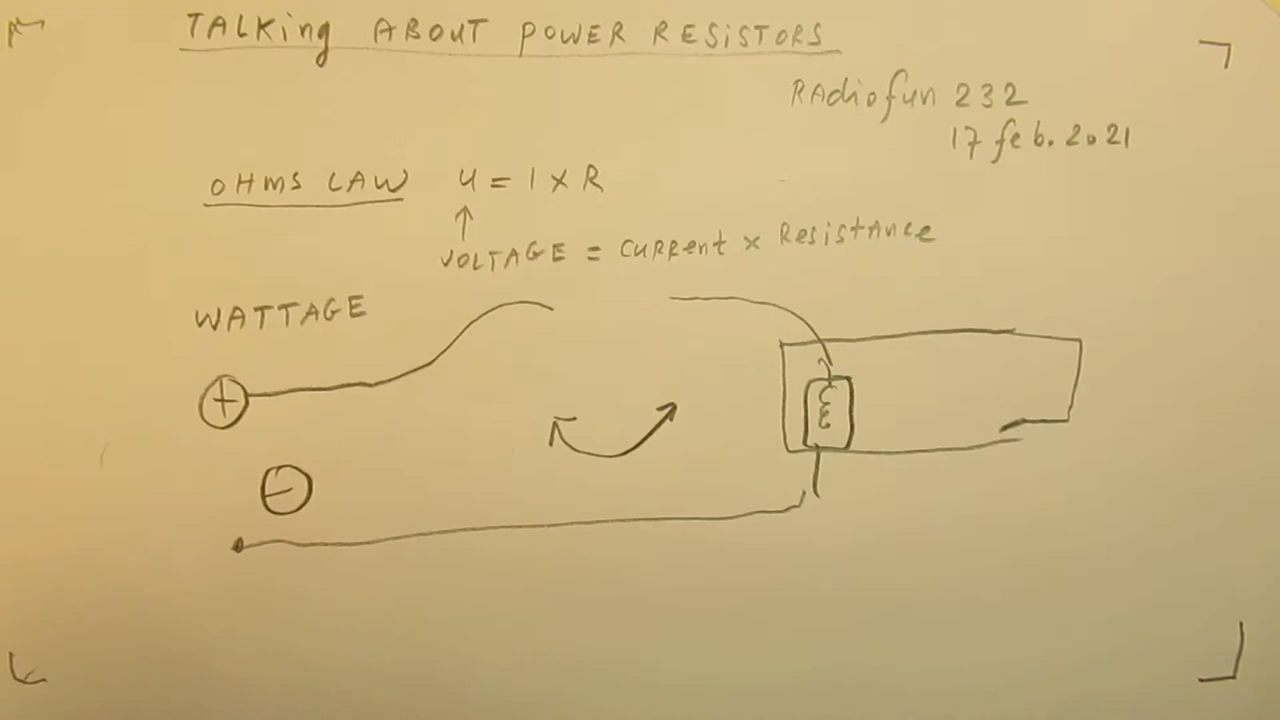 TALKing ABOUT POWER RESiSTORS
RAdiofun 232
17 feb. 2021
OHMS LAW U = I X R
↑
VOLTAGE = CURRent x ResistAnce
WATTAGE
+
−